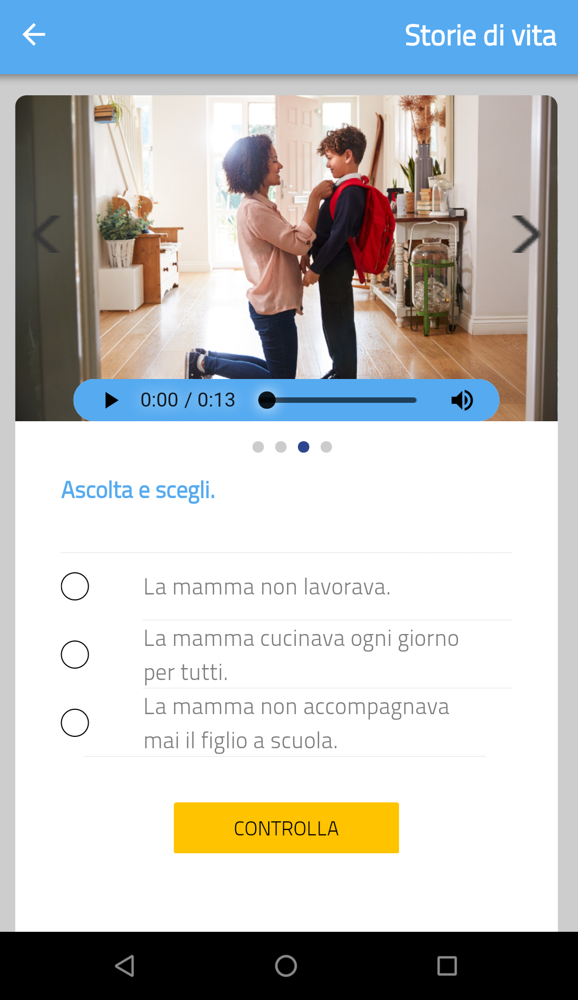 Storie di vita
0:00 / 0:13
Ascolta e scegli.
La mamma non lavorava.
La mamma cucinava ogni giorno
per tutti.
La mamma non accompagnava
mai il figlio a scuola.
CONTROLLA